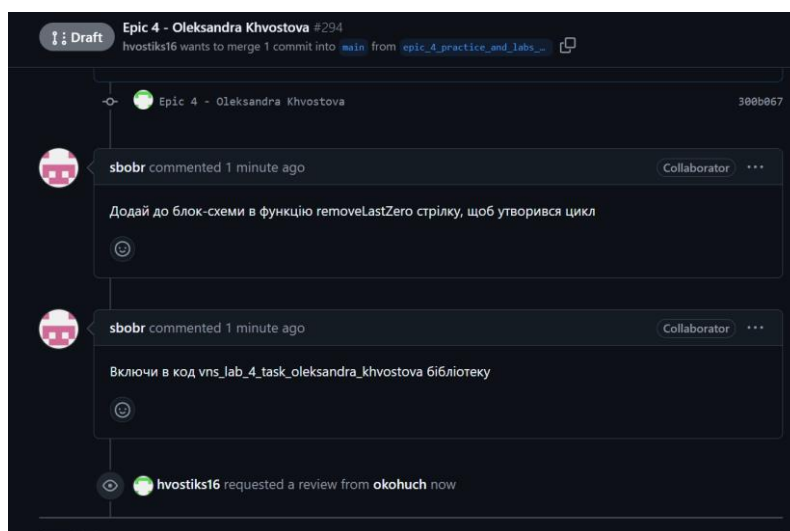 Draft
Epic 4 - Oleksandra Khvostova #294
hvostiks16 wants to merge 1 commit into main from epic_4_practice_and_labs_…
Epic 4 - Oleksandra Khvostova 300b067
sbobr commented 1 minute ago Collaborator
Додай до блок-схеми в функцію removeLastZero стрілку, щоб утворився цикл
sbobr commented 1 minute ago Collaborator
Включи в код vns_lab_4_task_oleksandra_khvostova бібліотеку
hvostiks16 requested a review from okohuch now